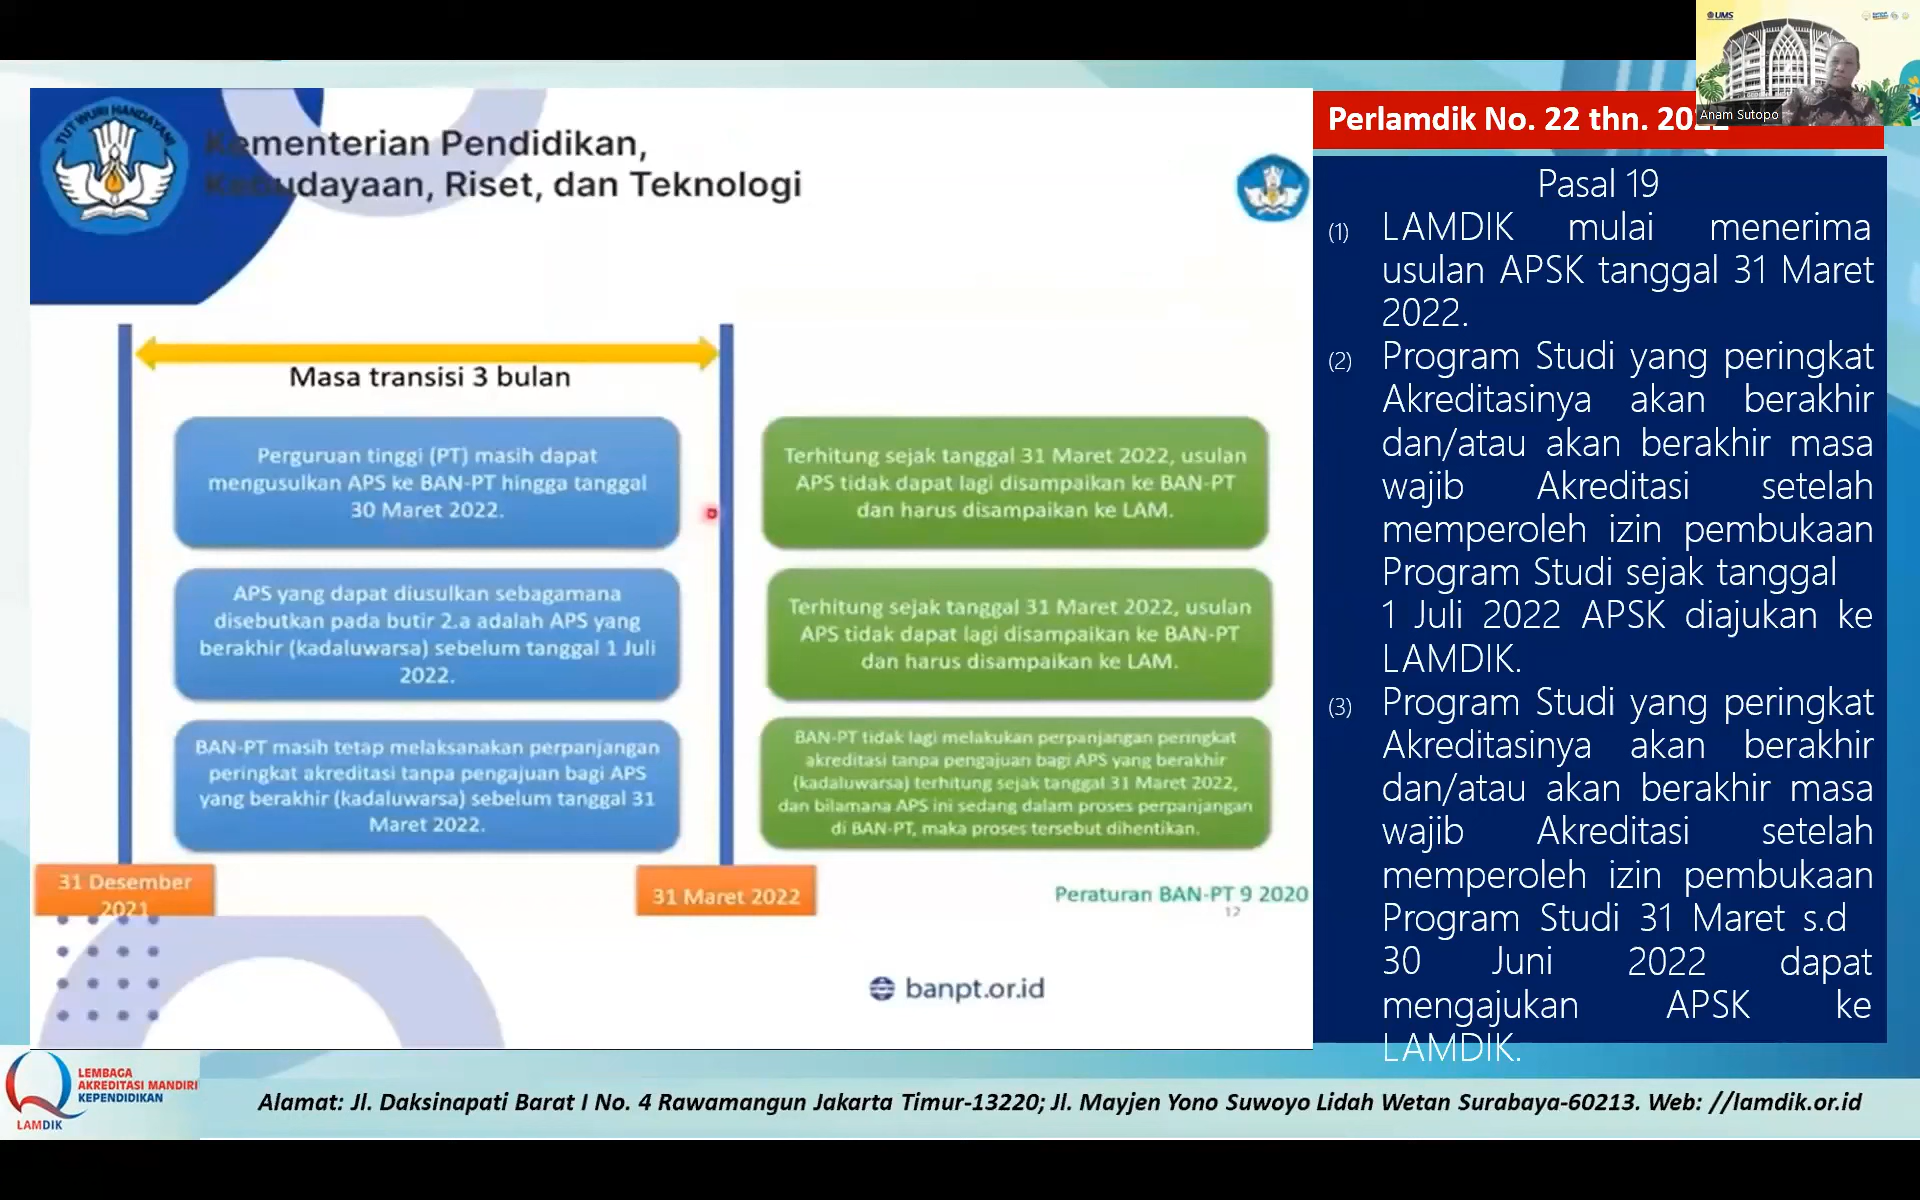 UMS
Anam Sutopo
TUT WURI HANDAYANI
Kementerian Pendidikan,
Kebudayaan, Riset, dan Teknologi
Masa transisi 3 bulan
Perguruan tinggi (PT) masih dapat
mengusulkan APS ke BAN-PT hingga tanggal
30 Maret 2022.
APS yang dapat diusulkan sebagamana
disebutkan pada butir 2.a adalah APS yang
berakhir (kadaluwarsa) sebelum tanggal 1 Juli
2022.
BAN-PT masih tetap melaksanakan perpanjangan
peringkat akreditasi tanpa pengajuan bagi APS
yang berakhir (kadaluwarsa) sebelum tanggal 31
Maret 2022.
Terhitung sejak tanggal 31 Maret 2022, usulan
APS tidak dapat lagi disampaikan ke BAN-PT
dan harus disampaikan ke LAM.
Terhitung sejak tanggal 31 Maret 2022, usulan
APS tidak dapat lagi disampaikan ke BAN-PT
dan harus disampaikan ke LAM.
BAN-PT tidak lagi melakukan perpanjangan peringkat
akreditasi tanpa pengajuan bagi APS yang berakhir
(kadaluwarsa) terhitung sejak tanggal 31 Maret 2022,
dan bilamana APS ini sedang dalam proses perpanjangan
di BAN-PT, maka proses tersebut dihentikan.
31 Desember
2021
31 Maret 2022
Peraturan BAN-PT 9 2020
12
banpt.or.id
Perlamdik No. 22 thn. 2022
Pasal 19
(1) LAMDIK mulai menerima
usulan APSK tanggal 31 Maret
2022.
(2) Program Studi yang peringkat
Akreditasinya akan berakhir
dan/atau akan berakhir masa
wajib Akreditasi setelah
memperoleh izin pembukaan
Program Studi sejak tanggal
1 Juli 2022 APSK diajukan ke
LAMDIK.
(3) Program Studi yang peringkat
Akreditasinya akan berakhir
dan/atau akan berakhir masa
wajib Akreditasi setelah
memperoleh izin pembukaan
Program Studi 31 Maret s.d
30 Juni 2022 dapat
mengajukan APSK ke
LAMDIK.
LEMBAGA
AKREDITASI MANDIRI
KEPENDIDIKAN
LAMDIK
Alamat: Jl. Daksinapati Barat I No. 4 Rawamangun Jakarta Timur-13220; Jl. Mayjen Yono Suwoyo Lidah Wetan Surabaya-60213. Web: //lamdik.or.id